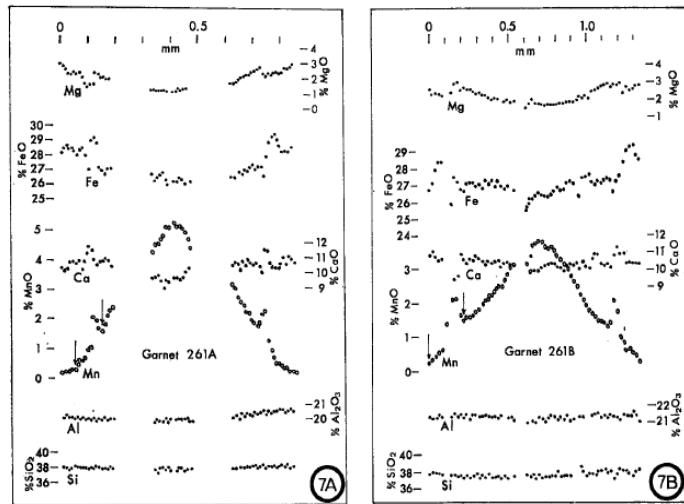 0 0.5
mm
4
3
2
1
0
% MgO
Mg
30
29
28
27
26
25
% FeO
Fe
12
11
10
9
% CaO
Ca
5
4
3
2
1
0
% MnO
Mn
Garnet 261A
21
20
% Al2O3
Al
40
38
36
%SiO2
Si
7A
0 0.5 1.0
mm
4
3
2
1
% MgO
Mg
29
28
27
26
25
24
% FeO
Fe
12
11
10
9
% CaO
Ca
3
2
1
0
% MnO
Mn
Garnet 261B
22
21
% Al2O3
Al
40
38
36
%SiO2
Si
7B